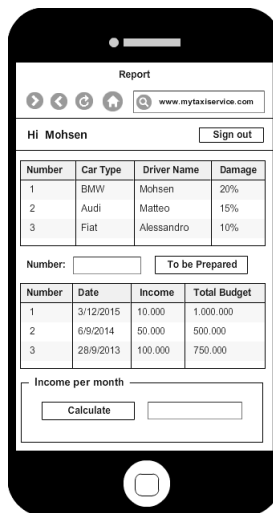 Report
www.mytaxiservice.com
Hi Mohsen Sign out
Number Car Type Driver Name Damage
1 BMW Mohsen 20%
2 Audi Matteo 15%
3 Fiat Alessandro 10%
Number: To be Prepared
Number Date Income Total Budget
1 3/12/2015 10.000 1.000.000
2 6/9/2014 50.000 500.000
3 28/9/2013 100.000 750.000
Income per month
Calculate